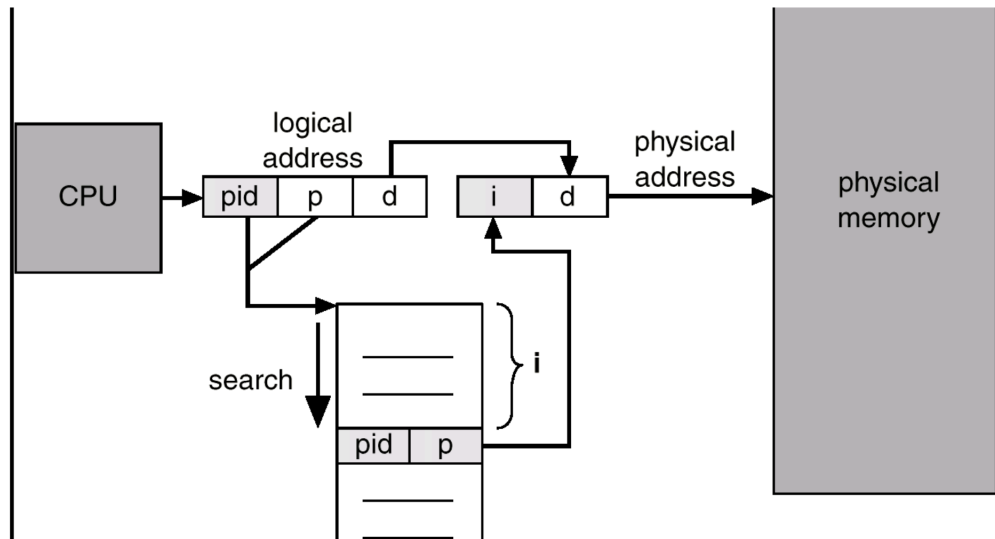 logical
address
physical
address
CPU
pid p d
i d
physical
memory
search
i
pid p